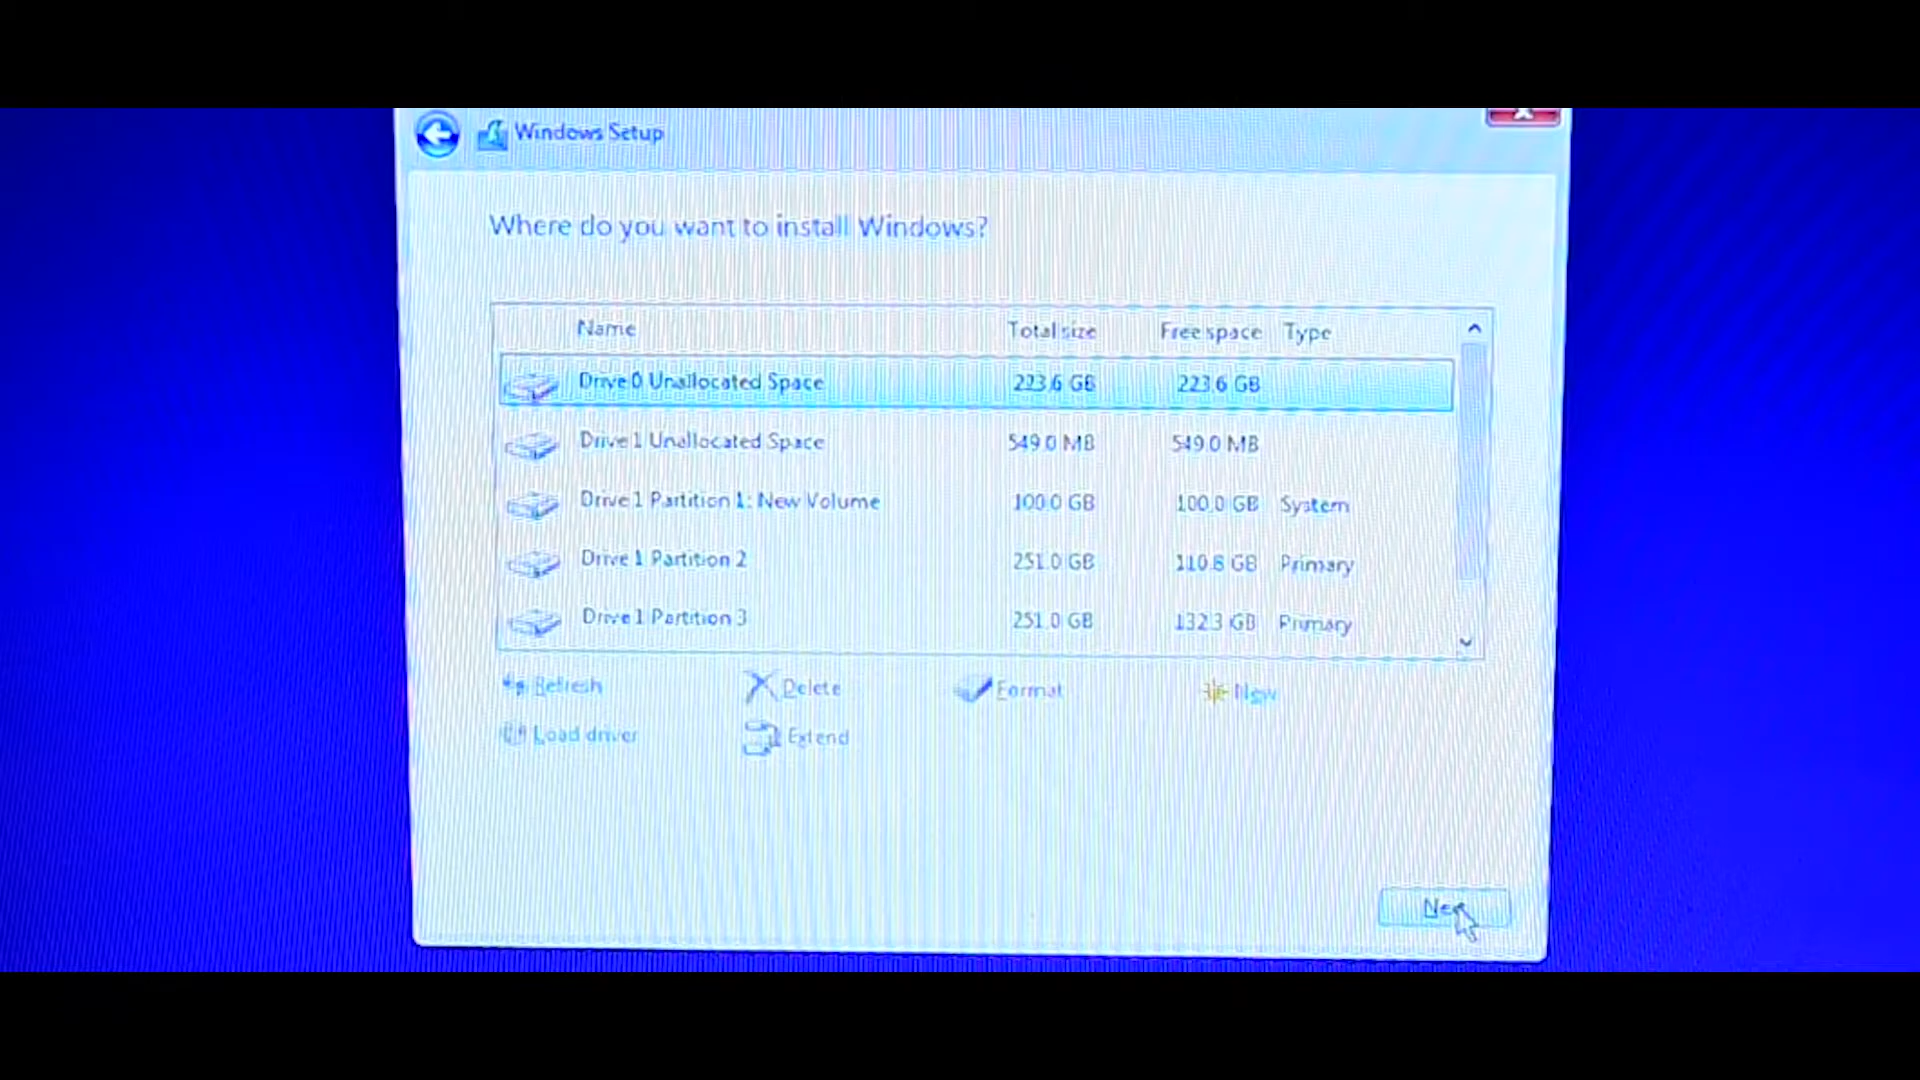 Windows Setup
Where do you want to install Windows?
Name Total size Free space Type
Drive 0 Unallocated Space 223.6 GB 223.6 GB
Drive 1 Unallocated Space 549.0 MB 549.0 MB
Drive 1 Partition 1: New Volume 100.0 GB 100.0 GB System
Drive 1 Partition 2 251.0 GB 110.8 GB Primary
Drive 1 Partition 3 251.0 GB 132.3 GB Primary
Refresh Delete Format New
Load driver Extend
Next